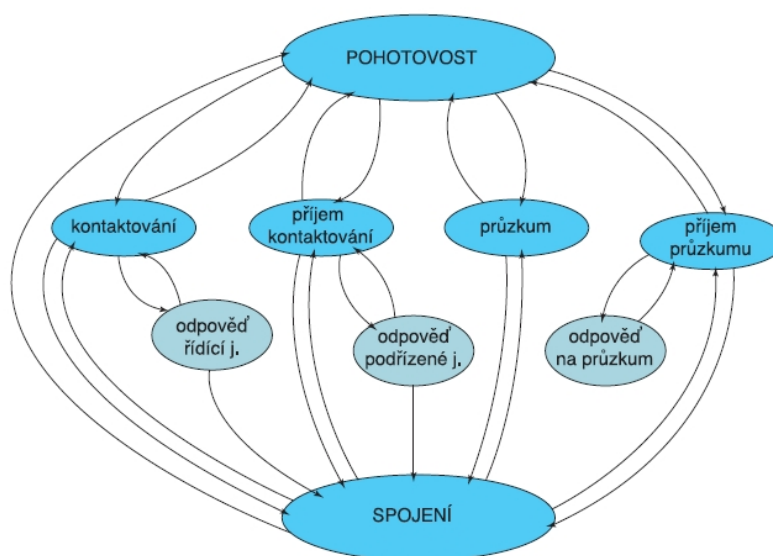 POHOTOVOST
kontaktování
příjem
kontaktování
průzkum
příjem
průzkumu
odpověď
řídící j.
odpověď
podřízené j.
odpověď
na průzkum
SPOJENÍ